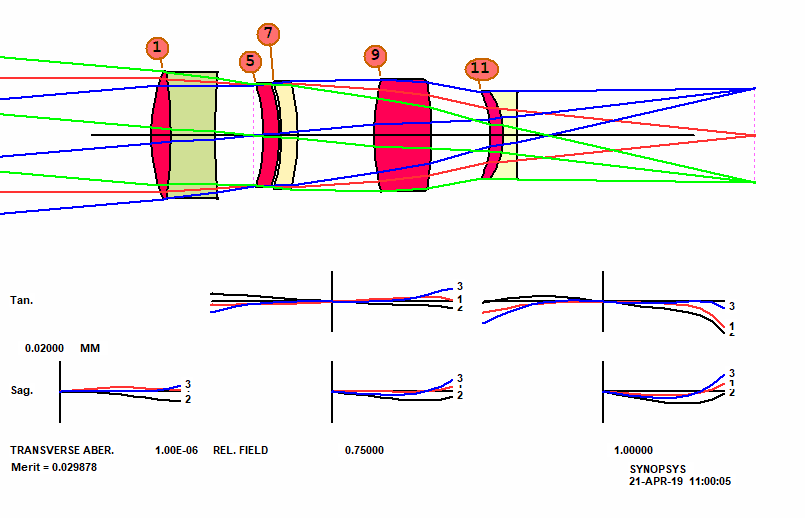 1
7
5
9
11
Tan.
3
1
2
3
1
0.02000 MM
Sag.
3
2
3
1
2
3
1
2
TRANSVERSE ABER. 1.00E-06 REL. FIELD 0.75000 1.00000
Merit = 0.029878
SYNOPSYS
21-APR-19 11:00:05